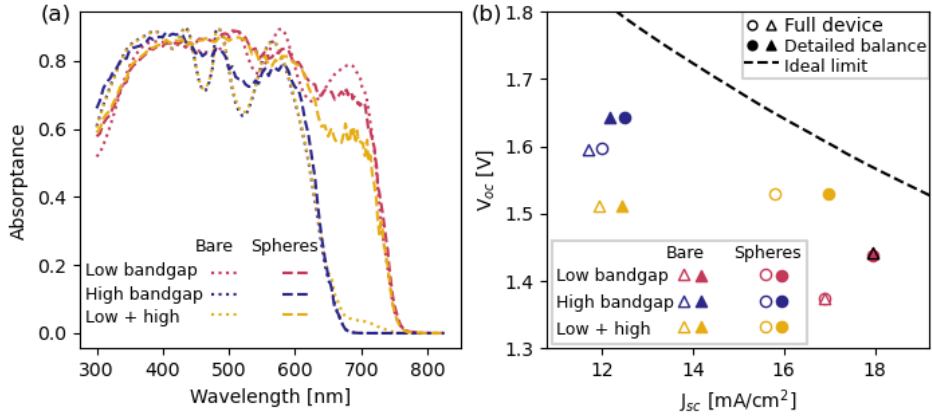 (a)
Absorptance
0.8
0.6
0.4
0.2
0.0
Bare Spheres
Low bandgap
High bandgap
Low + high
300 400 500 600 700 800
Wavelength [nm]
(b)
V_oc [V]
1.8
1.7
1.6
1.5
1.4
1.3
Full device
Detailed balance
Ideal limit
Bare Spheres
Low bandgap
High bandgap
Low + high
12 14 16 18
J_sc [mA/cm²]